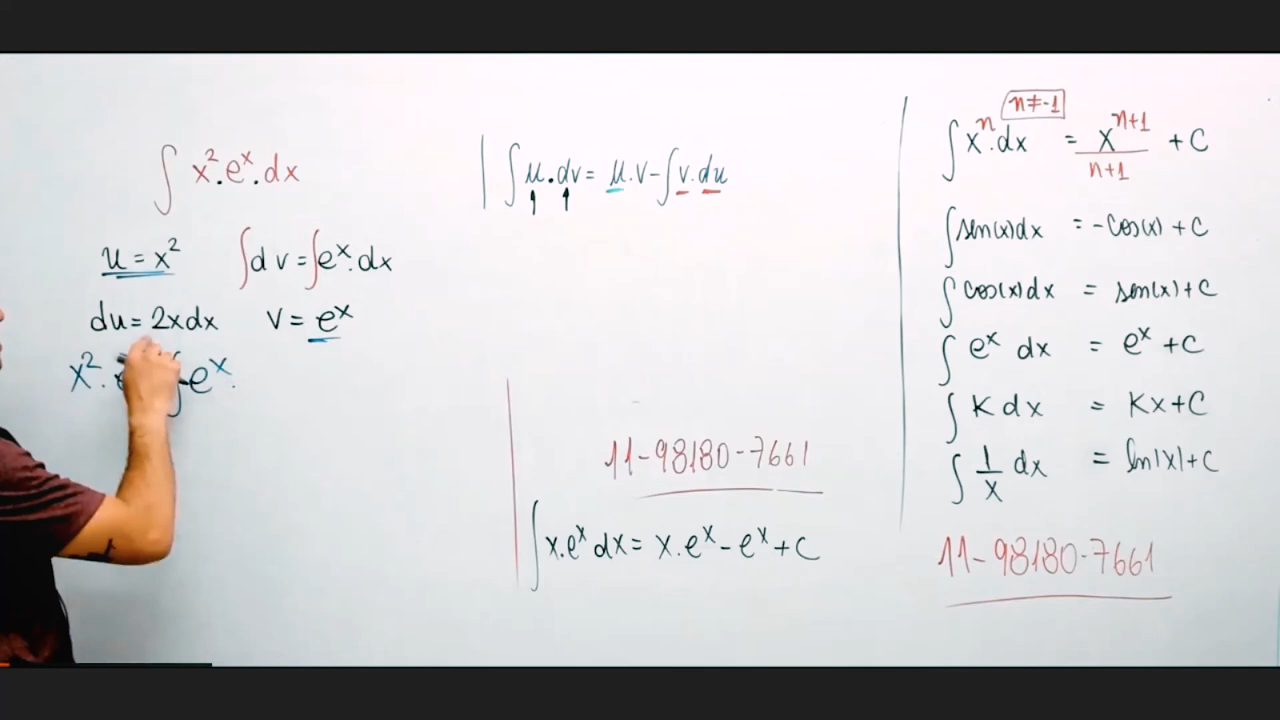 ∫ x².eˣ.dx
u = x² ∫dv = ∫eˣ.dx
du = 2xdx v = eˣ
x². ∫eˣ.
∫ u.dv = u.v - ∫v.du
11-98180-7661
∫ x.eˣ dx = x.eˣ - eˣ + C
n≠-1
∫ xⁿ.dx = xⁿ⁺¹/n+1 + C
∫ sen(x)dx = -cos(x) + C
∫ cos(x)dx = sen(x) + C
∫ eˣ dx = eˣ + C
∫ K dx = Kx + C
∫ 1/x dx = ln|x| + C
11-98180-7661